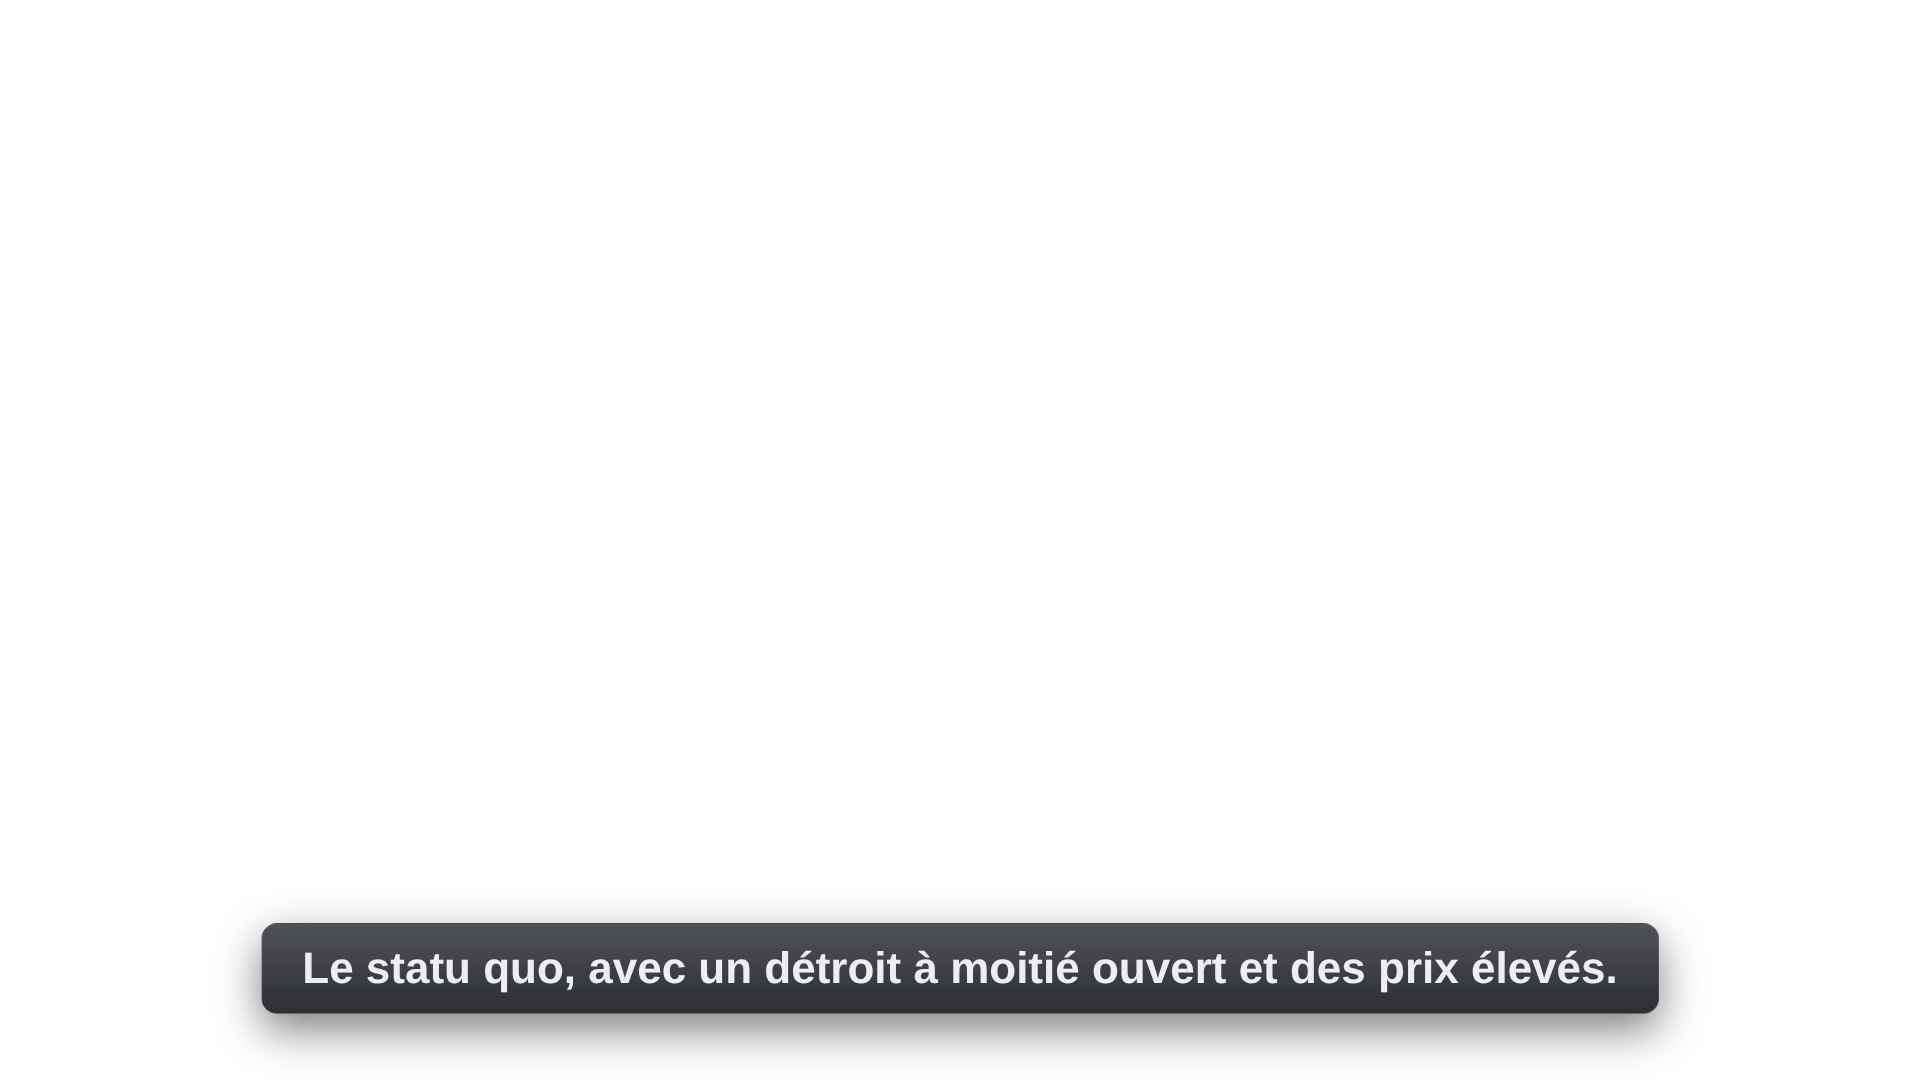 Le statu quo, avec un détroit à moitié ouvert et des prix élevés.